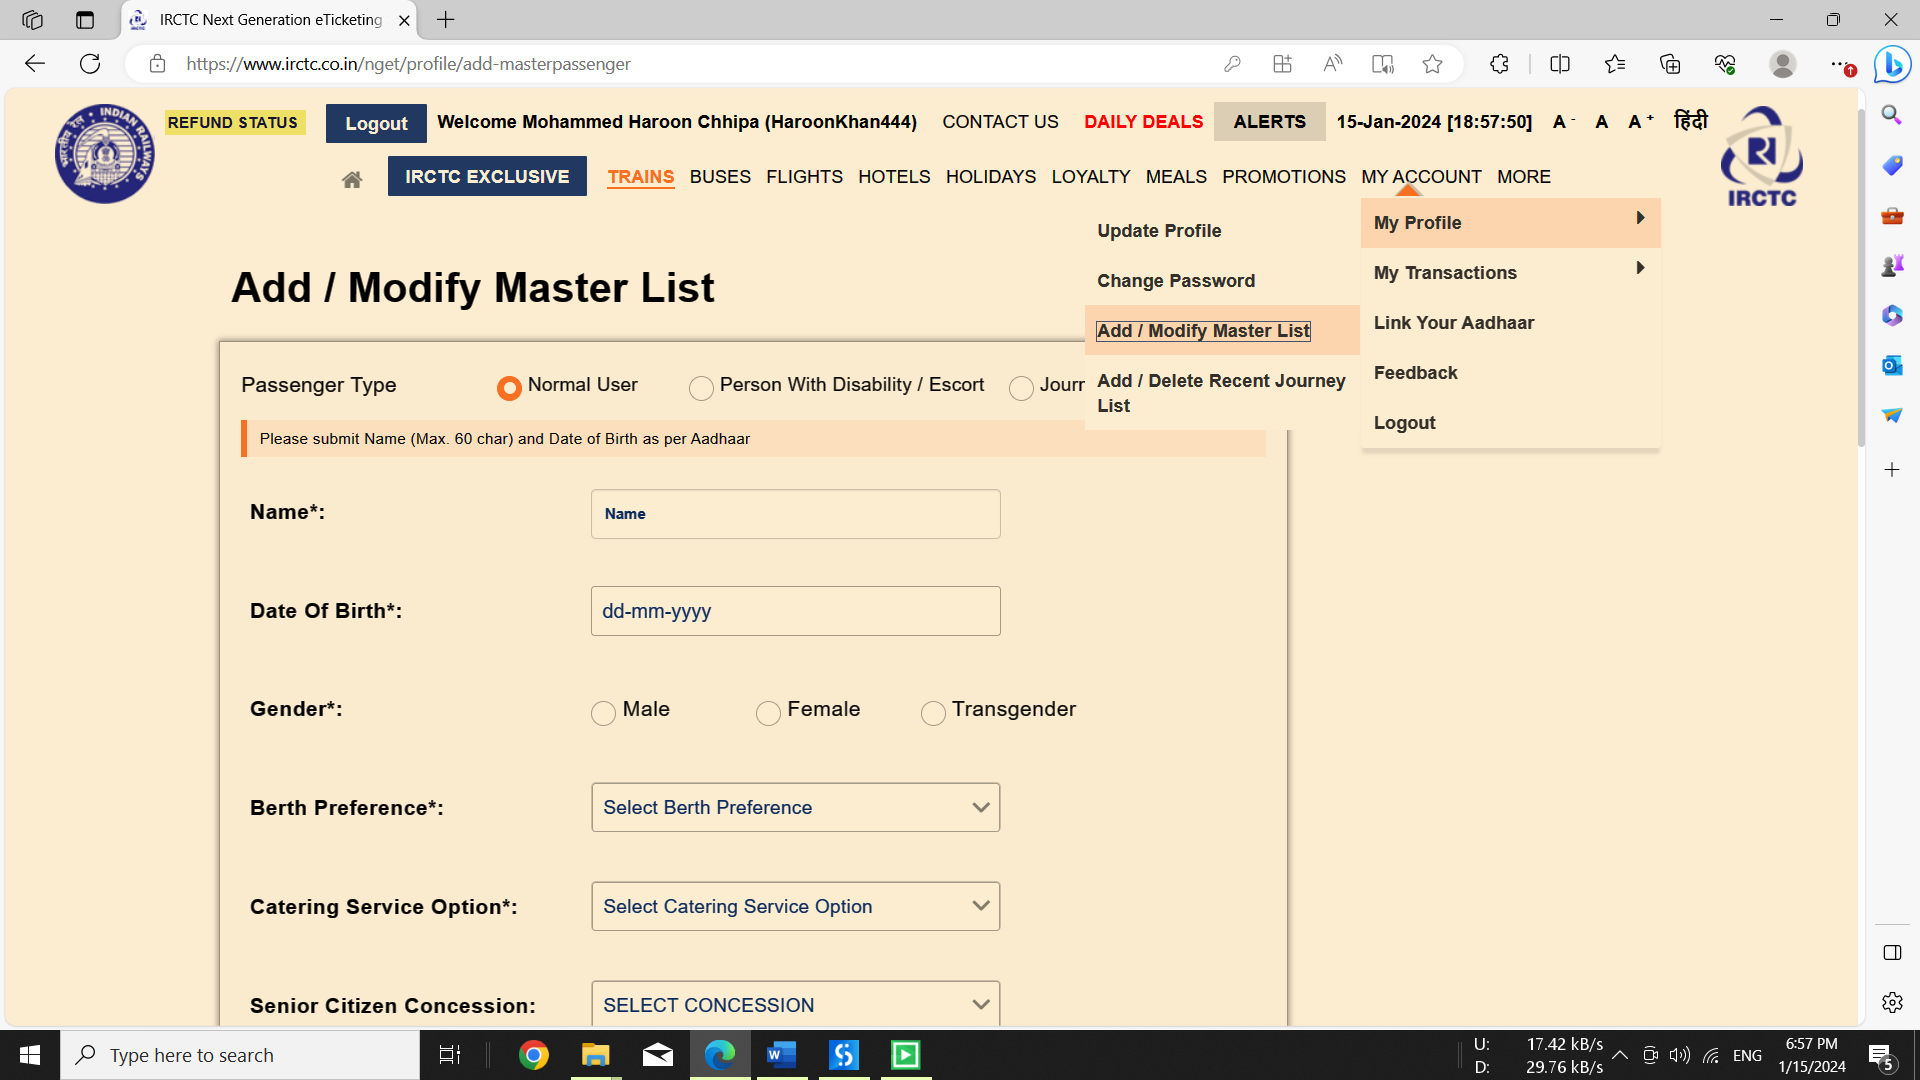 IRCTC Next Generation eTicketing
https://www.irctc.co.in/nget/profile/add-masterpassenger
INDIAN RAILWAYS
भारतीय रेल
REFUND STATUS
Logout
Welcome Mohammed Haroon Chhipa (HaroonKhan444)
CONTACT US
DAILY DEALS
ALERTS
15-Jan-2024 [18:57:50]
A - A A +
हिंदी
IRCTC EXCLUSIVE
TRAINS BUSES FLIGHTS HOTELS HOLIDAYS LOYALTY MEALS PROMOTIONS MY ACCOUNT MORE
IRCTC
Update Profile
Change Password
Add / Modify Master List
Add / Delete Recent Journey
List
My Profile
My Transactions
Link Your Aadhaar
Feedback
Logout
Add / Modify Master List
Passenger Type Normal User Person With Disability / Escort Journ
Please submit Name (Max. 60 char) and Date of Birth as per Aadhaar
Name*: Name
Date Of Birth*: dd-mm-yyyy
Gender*: Male Female Transgender
Berth Preference*: Select Berth Preference
Catering Service Option*: Select Catering Service Option
Senior Citizen Concession: SELECT CONCESSION
Type here to search
U: 17.42 kB/s
D: 29.76 kB/s
ENG
6:57 PM
1/15/2024
5